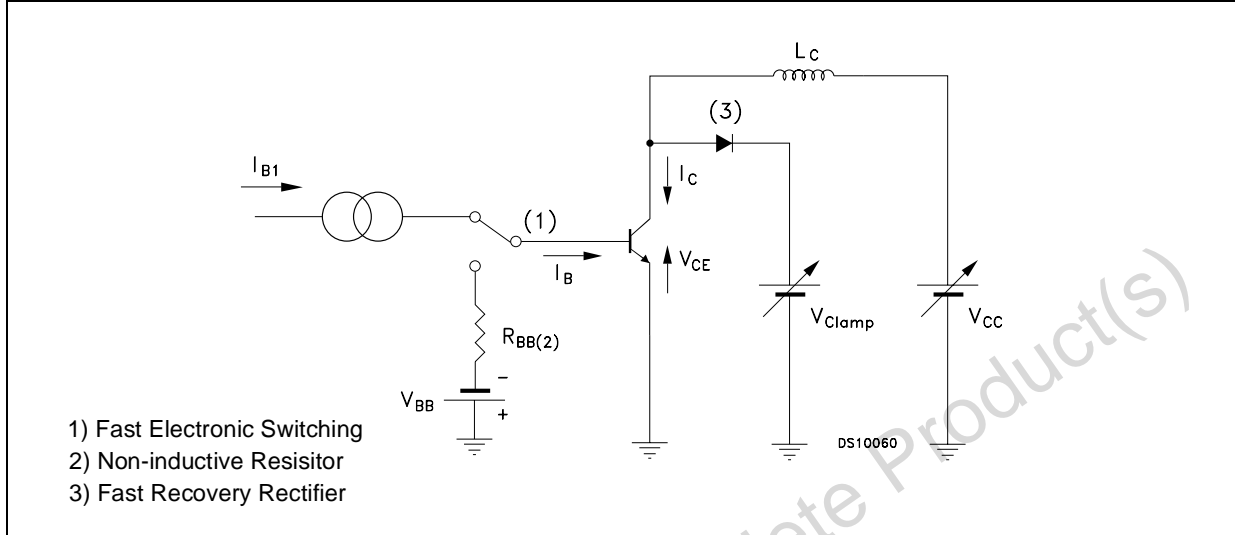 L C
(3)
I B1
I C
(1)
I B
V CE
V Clamp
V CC
R BB(2)
−
V BB
+
DS10060
1) Fast Electronic Switching
2) Non-inductive Resisitor
3) Fast Recovery Rectifier
lete Product(s)